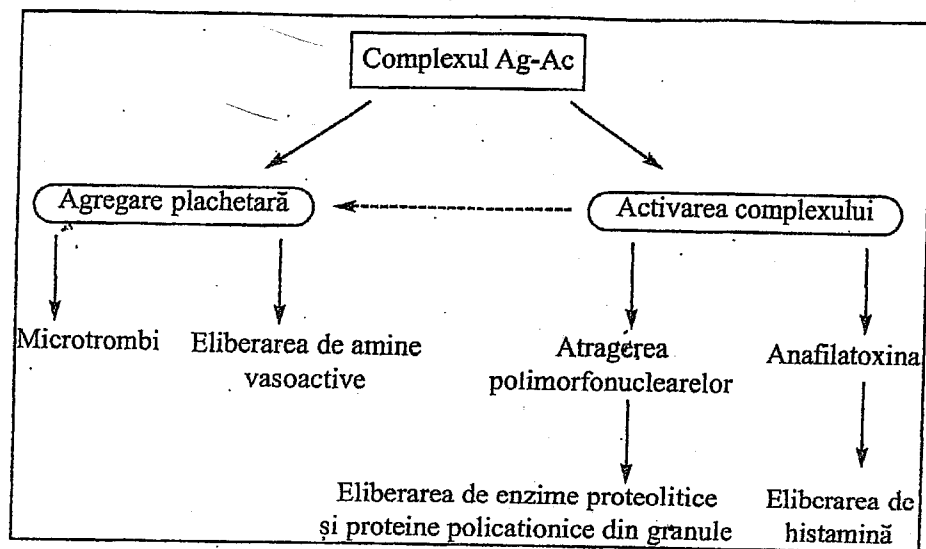 Complexul Ag-Ac
Agregare plachetară
Activarea complexului
Microtrombi
Eliberarea de amine
vasoactive
Atragerea
polimorfonuclearelor
Anafilatoxina
Eliberarea de enzime proteolitice
și proteine policationice din granule
Eliberarea de
histamină